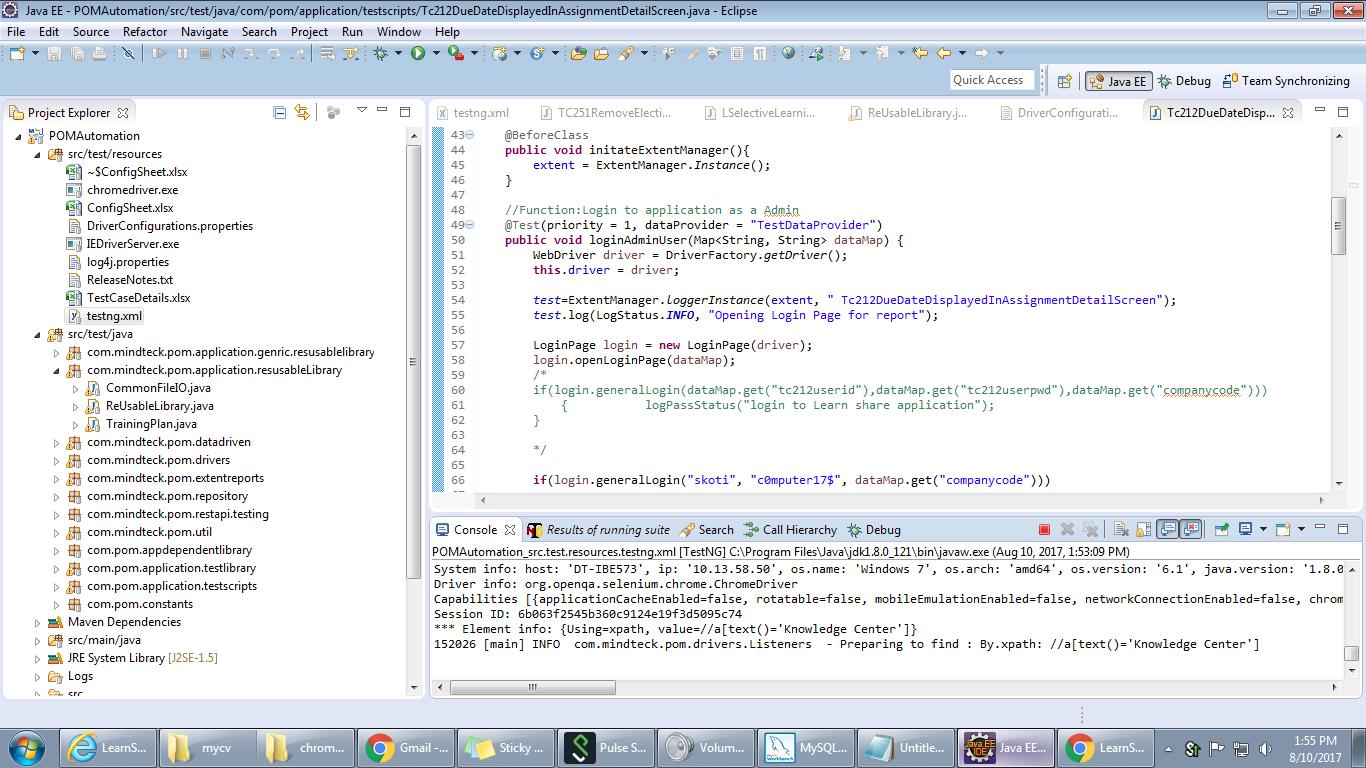 Java EE - POMAutomation/src/test/java/com/pom/application/testscripts/Tc212DueDateDisplayedInAssignmentDetailScreen.java - Eclipse
File Edit Source Refactor Navigate Search Project Run Window Help
Quick Access
Java EE
Debug
Team Synchronizing
Project Explorer
POMAutomation
src/test/resources
~$ConfigSheet.xlsx
chromedriver.exe
ConfigSheet.xlsx
DriverConfigurations.properties
IEDriverServer.exe
log4j.properties
ReleaseNotes.txt
TestCaseDetails.xlsx
testng.xml
src/test/java
com.mindteck.pom.application.genric.resusablelibrary
com.mindteck.pom.application.resusableLibrary
CommonFileIO.java
ReUsableLibrary.java
TrainingPlan.java
com.mindteck.pom.datadriven
com.mindteck.pom.drivers
com.mindteck.pom.extentreports
com.mindteck.pom.repository
com.mindteck.pom.restapi.testing
com.mindteck.pom.util
com.pom.appdependentlibrary
com.pom.application.testlibrary
com.pom.application.testscripts
com.pom.constants
Maven Dependencies
src/main/java
JRE System Library [J2SE-1.5]
Logs
src
testng.xml
TC251RemoveElecti...
LSelectiveLearni...
ReUsableLibrary.j...
DriverConfigurati...
Tc212DueDateDisp...
43 @BeforeClass
44 public void initateExtentManager(){
45 extent = ExtentManager.Instance();
46 }
47
48 //Function:Login to application as a Admin
49 @Test(priority = 1, dataProvider = "TestDataProvider")
50 public void loginAdminUser(Map<String, String> dataMap) {
51 WebDriver driver = DriverFactory.getDriver();
52 this.driver = driver;
53
54 test=ExtentManager.loggerInstance(extent, " Tc212DueDateDisplayedInAssignmentDetailScreen");
55 test.log(LogStatus.INFO, "Opening Login Page for report");
56
57 LoginPage login = new LoginPage(driver);
58 login.openLoginPage(dataMap);
59 /*
60 if(login.generalLogin(dataMap.get("tc212userid"),dataMap.get("tc212userpwd"),dataMap.get("companycode")))
61 { logPassStatus("login to Learn share application");
62 }
63
64 */
65
66 if(login.generalLogin("skoti", "c0mputer17$", dataMap.get("companycode")))
Console
Results of running suite
Search
Call Hierarchy
Debug
POMAutomation_src.test.resources.testng.xml [TestNG] C:\Program Files\Java\jdk1.8.0_121\bin\javaw.exe (Aug 10, 2017, 1:53:09 PM)
System info: host: 'DT-IBE573', ip: '10.13.58.50', os.name: 'Windows 7', os.arch: 'amd64', os.version: '6.1', java.version: '1.8.0
Driver info: org.openqa.selenium.chrome.ChromeDriver
Capabilities [{applicationCacheEnabled=false, rotatable=false, mobileEmulationEnabled=false, networkConnectionEnabled=false, chrom
Session ID: 6b063f2545b360c9124e19f3d5095c74
*** Element info: {Using=xpath, value=//a[text()='Knowledge Center']}
152026 [main] INFO com.mindteck.pom.drivers.Listeners - Preparing to find : By.xpath: //a[text()='Knowledge Center']
LearnS...
mycv
chrom...
Gmail -...
Sticky ...
Pulse S...
Volum...
MySQL...
Untitle...
Java EE...
LearnS...
1:55 PM
8/10/2017